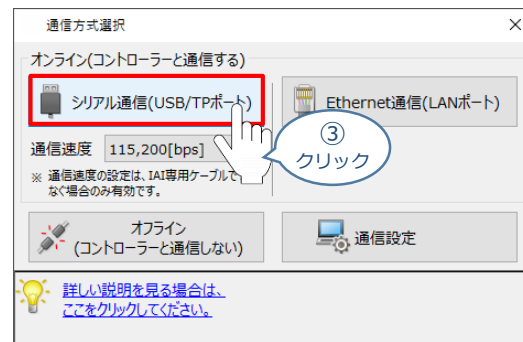 通信方式選択
オンライン(コントローラーと通信する)
シリアル通信(USB/TPポート)
Ethernet通信(LANポート)
③
クリック
通信速度 115,200[bps]
※ 通信速度の設定は、IAI専用ケーブルで
なぐ場合のみ有効です。
オフライン
(コントローラーと通信しない)
通信設定
詳しい説明を見る場合は、
ここをクリックしてください。